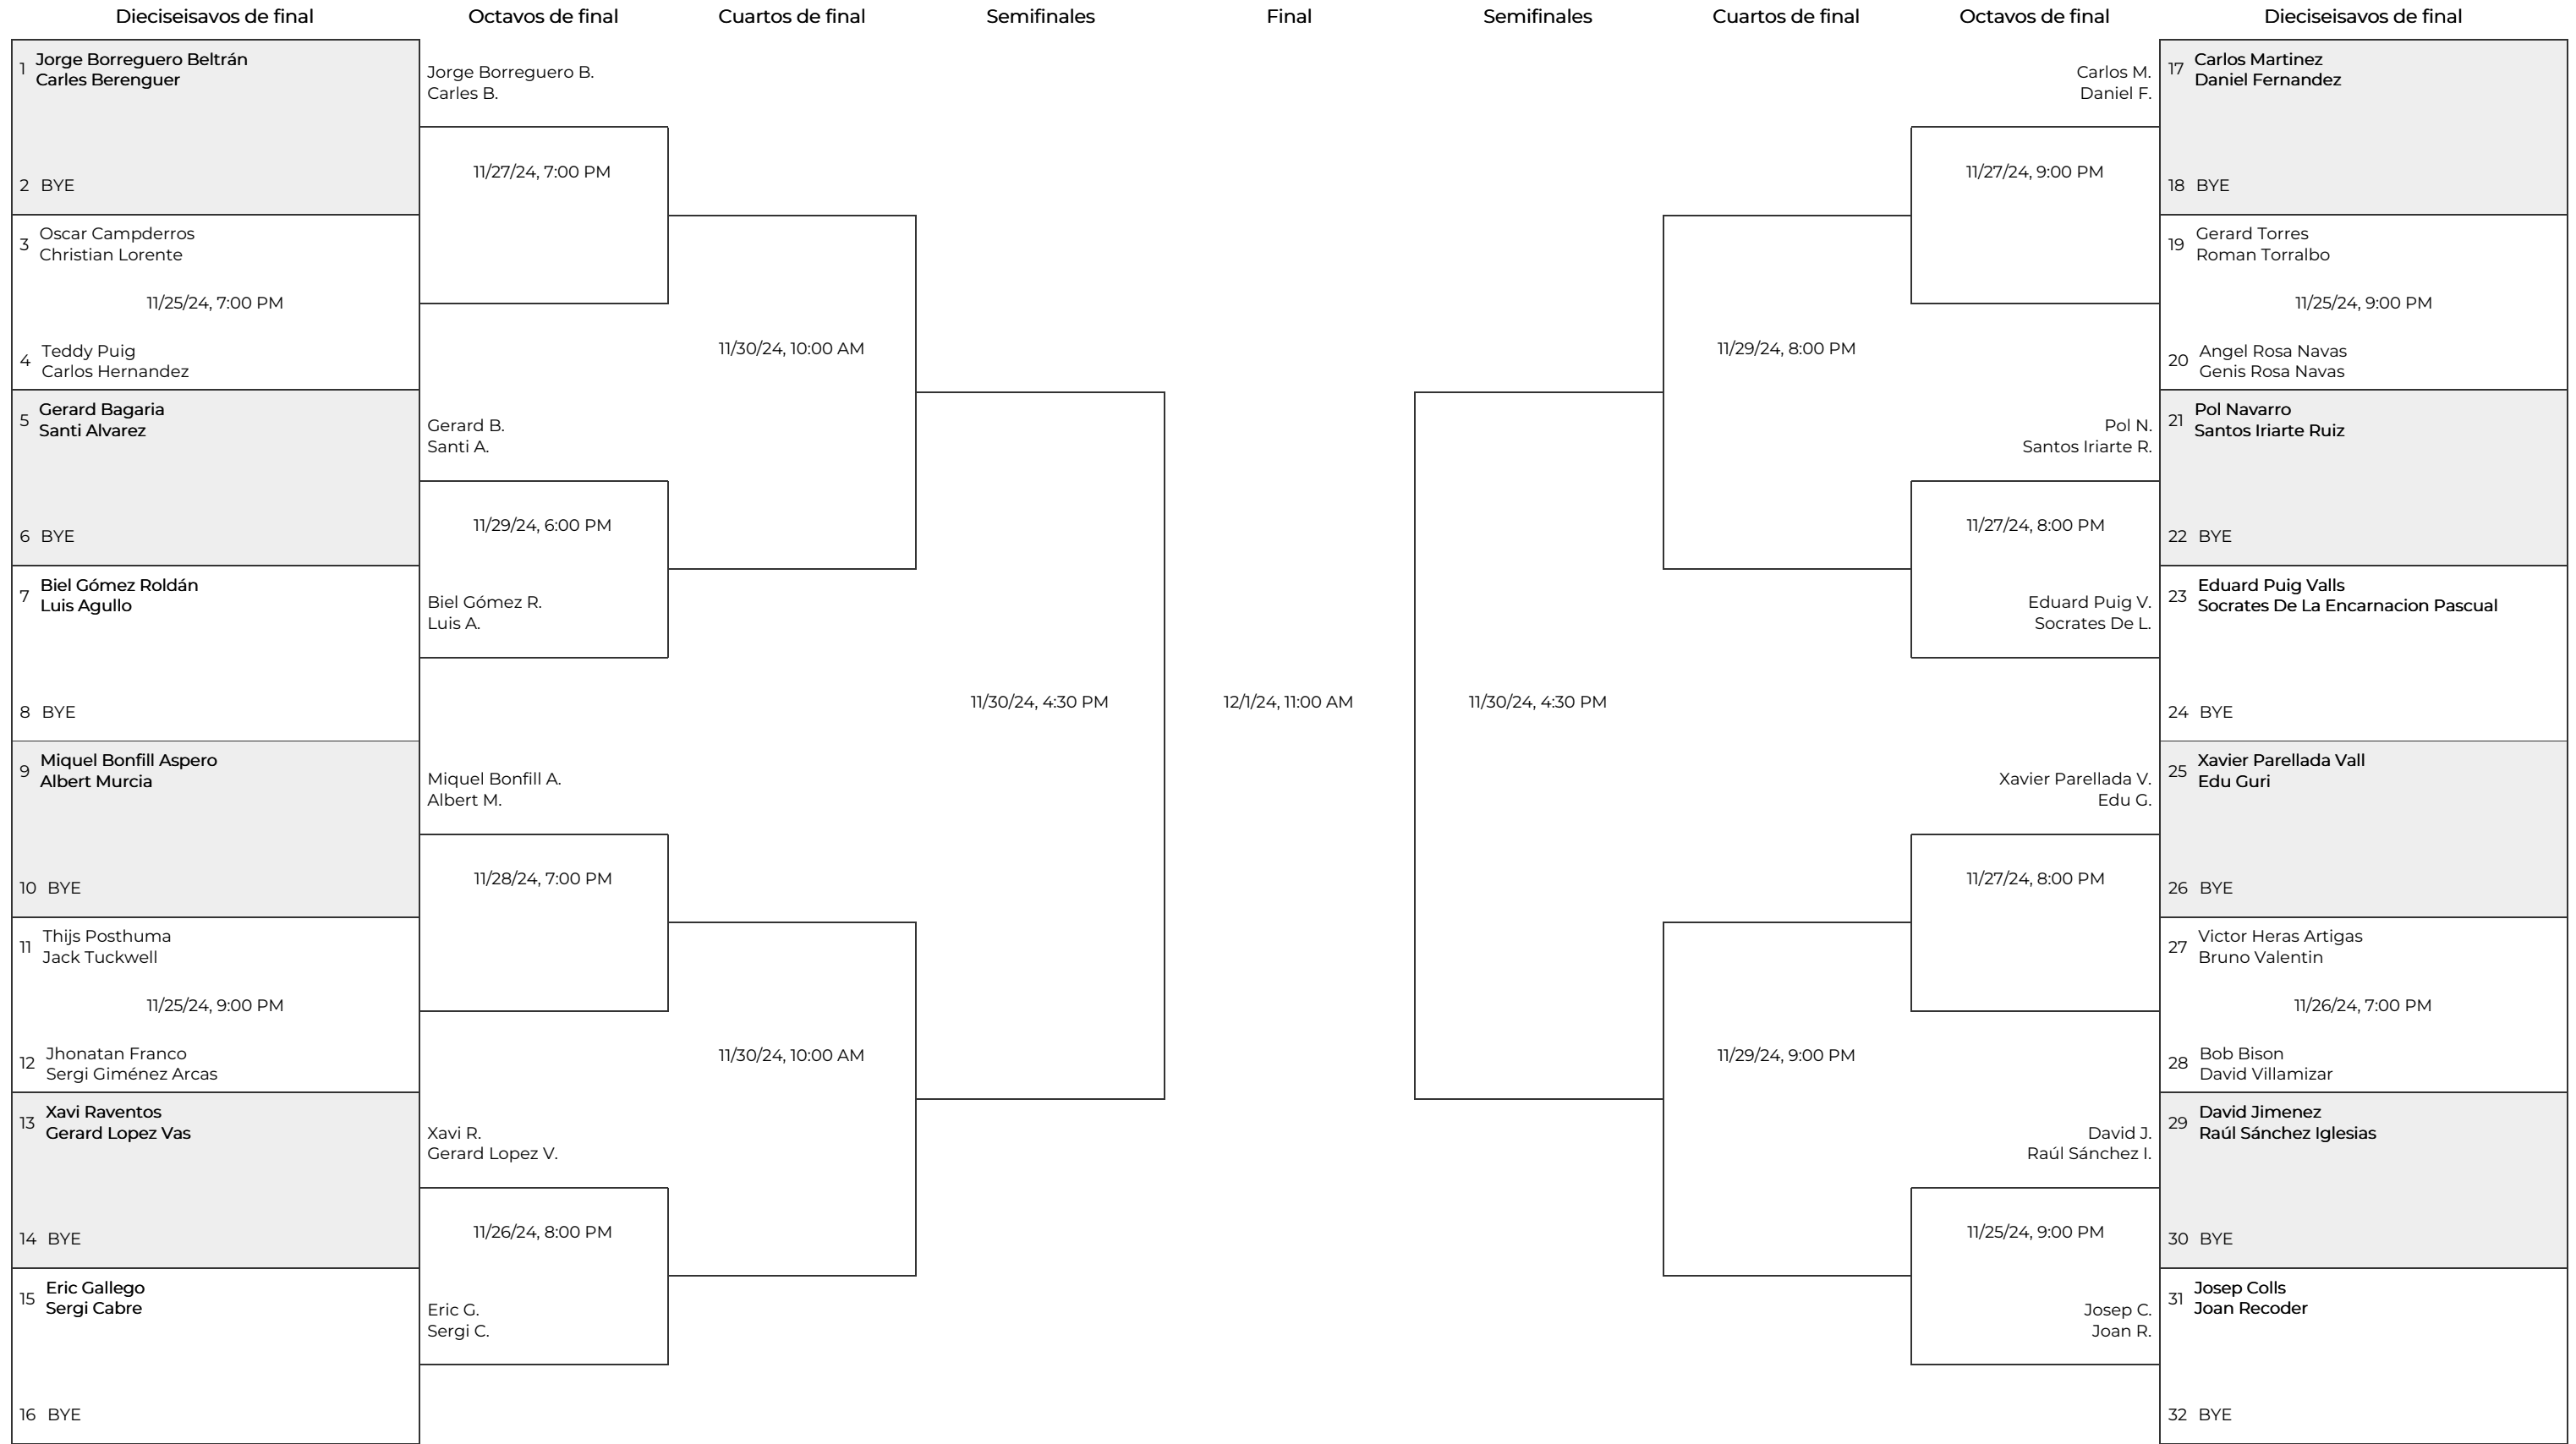 Dieciseisavos de final
Octavos de final
Cuartos de final
Semifinales
Final
Semifinales
Cuartos de final
Octavos de final
Dieciseisavos de final
1
Jorge Borreguero Beltrán
Carles Berenguer
2 BYE
3
Oscar Campderros
Christian Lorente
11/25/24, 7:00 PM
4
Teddy Puig
Carlos Hernandez
5
Gerard Bagaria
Santi Alvarez
6 BYE
7
Biel Gómez Roldán
Luis Agullo
8 BYE
9
Miquel Bonfill Aspero
Albert Murcia
10 BYE
11
Thijs Posthuma
Jack Tuckwell
11/25/24, 9:00 PM
12
Jhonatan Franco
Sergi Giménez Arcas
13
Xavi Raventos
Gerard Lopez Vas
14 BYE
15
Eric Gallego
Sergi Cabre
16 BYE
Jorge Borreguero B.
Carles B.
11/27/24, 7:00 PM
Gerard B.
Santi A.
11/29/24, 6:00 PM
Biel Gómez R.
Luis A.
Miquel Bonfill A.
Albert M.
11/28/24, 7:00 PM
Xavi R.
Gerard Lopez V.
11/26/24, 8:00 PM
Eric G.
Sergi C.
11/30/24, 10:00 AM
11/30/24, 10:00 AM
11/30/24, 4:30 PM
12/1/24, 11:00 AM
11/30/24, 4:30 PM
11/29/24, 8:00 PM
11/29/24, 9:00 PM
Carlos M.
Daniel F.
11/27/24, 9:00 PM
Pol N.
Santos Iriarte R.
11/27/24, 8:00 PM
Eduard Puig V.
Socrates De L.
Xavier Parellada V.
Edu G.
11/27/24, 8:00 PM
David J.
Raúl Sánchez I.
11/25/24, 9:00 PM
Josep C.
Joan R.
17
Carlos Martinez
Daniel Fernandez
18 BYE
19
Gerard Torres
Roman Torralbo
11/25/24, 9:00 PM
20
Angel Rosa Navas
Genis Rosa Navas
21
Pol Navarro
Santos Iriarte Ruiz
22 BYE
23
Eduard Puig Valls
Socrates De La Encarnacion Pascual
24 BYE
25
Xavier Parellada Vall
Edu Guri
26 BYE
27
Victor Heras Artigas
Bruno Valentin
11/26/24, 7:00 PM
28
Bob Bison
David Villamizar
29
David Jimenez
Raúl Sánchez Iglesias
30 BYE
31
Josep Colls
Joan Recoder
32 BYE